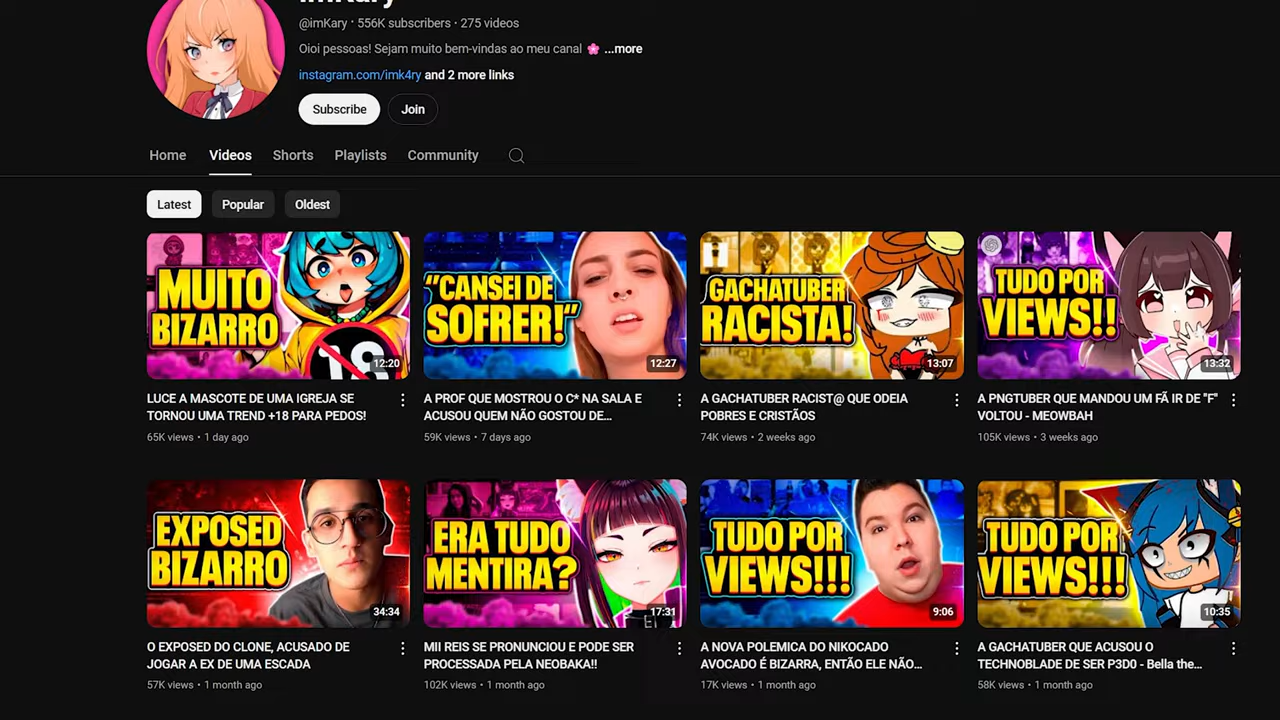 imKary
@imKary • 556K subscribers • 275 videos
Oioi pessoas! Sejam muito bem-vindas ao meu canal 🌸 ...more
instagram.com/imk4ry and 2 more links
Subscribe
Join
Home
Videos
Shorts
Playlists
Community
Latest
Popular
Oldest
MUITO
BIZARRO
18
12:20
"CANSEI DE
SOFRER!"
12:27
GACHATUBER
RACISTA!
13:07
TUDO POR
VIEWS!!
13:32
LUCE A MASCOTE DE UMA IGREJA SE
TORNOU UMA TREND +18 PARA PEDOS!
65K views • 1 day ago
A PROF QUE MOSTROU O C* NA SALA E
ACUSOU QUEM NÃO GOSTOU DE...
59K views • 7 days ago
A GACHATUBER RACIST@ QUE ODEIA
POBRES E CRISTÃOS
74K views • 2 weeks ago
A PNGTUBER QUE MANDOU UM FÃ IR DE "F"
VOLTOU - MEOWBAH
105K views • 3 weeks ago
EXPOSED
BIZARRO
34:34
ERA TUDO
MENTIRA?
17:31
TUDO POR
VIEWS!!!
9:06
TUDO POR
VIEWS!!!
10:35
O EXPOSED DO CLONE, ACUSADO DE
JOGAR A EX DE UMA ESCADA
57K views • 1 month ago
MII REIS SE PRONUNCIOU E PODE SER
PROCESSADA PELA NEOBAKA!!
102K views • 1 month ago
A NOVA POLEMICA DO NIKOCADO
AVOCADO É BIZARRA, ENTÃO ELE NÃO...
17K views • 1 month ago
A GACHATUBER QUE ACUSOU O
TECHNOBLADE DE SER P3D0 - Bella the...
58K views • 1 month ago